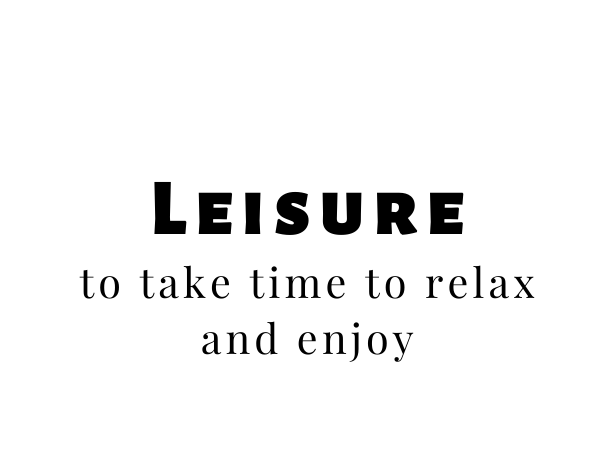 Leisure
to take time to relax
and enjoy